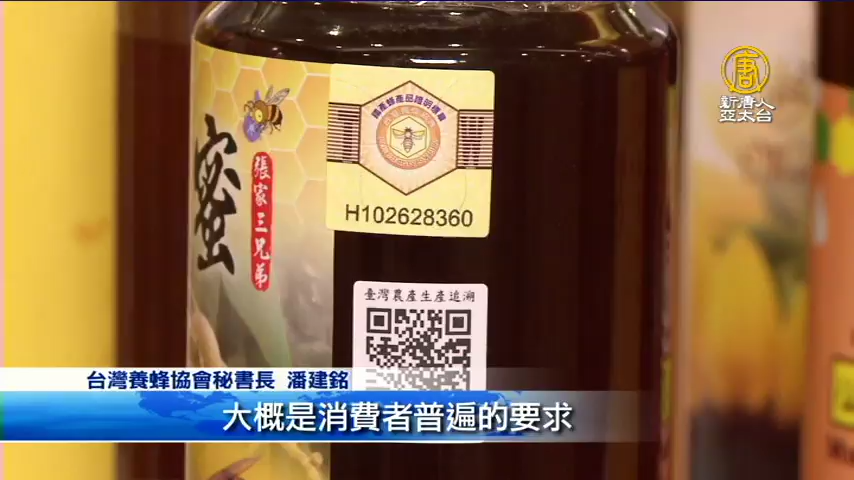 唐
新唐人
亞太台
國產蜂產品證明標章
H102628360
蜜
張家三兄弟
臺灣農產生產追溯
台灣養蜂協會秘書長 潘建銘
大概是消費者普遍的要求